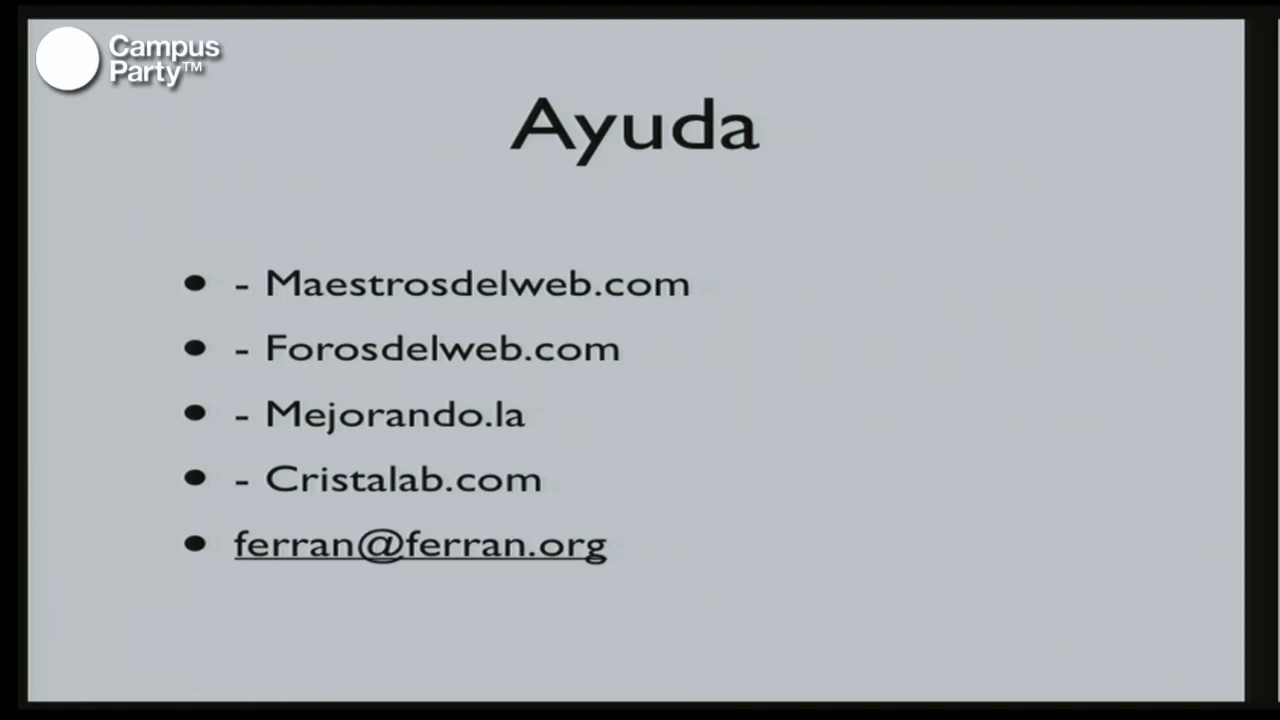 Campus
Party™
Ayuda
● - Maestrosdelweb.com
● - Forosdelweb.com
● - Mejorando.la
● - Cristalab.com
● ferran@ferran.org